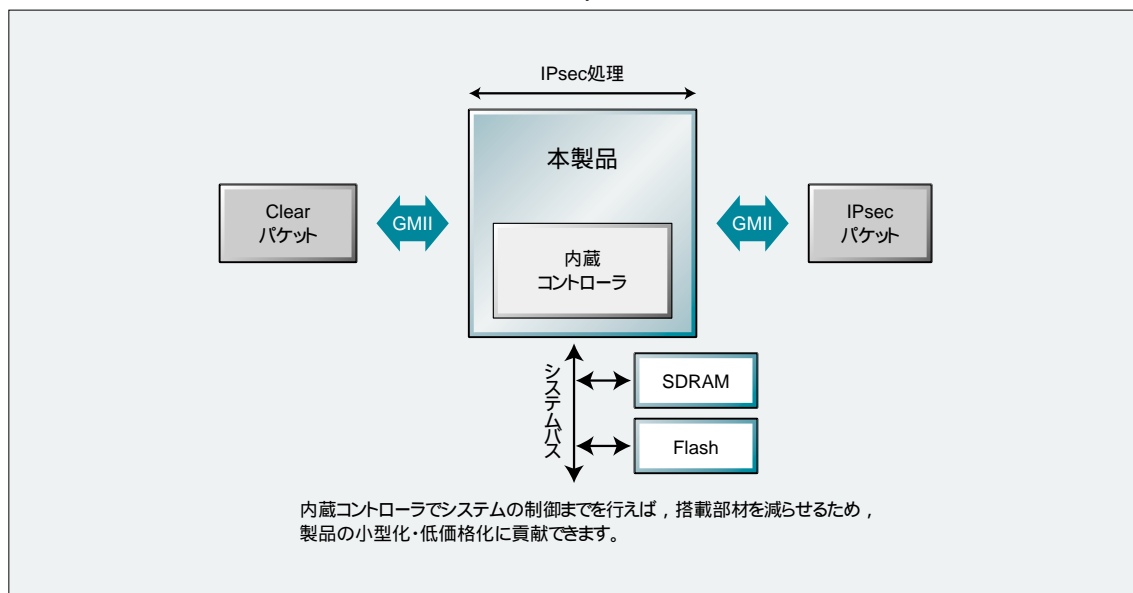 IPsec処理
本製品
Clear
パケット
GMII
GMII
IPsec
パケット
内蔵
コントローラ
システムバス
SDRAM
Flash
内蔵コントローラでシステムの制御までを行えば，搭載部材を減らせるため，
製品の小型化・低価格化に貢献できます。